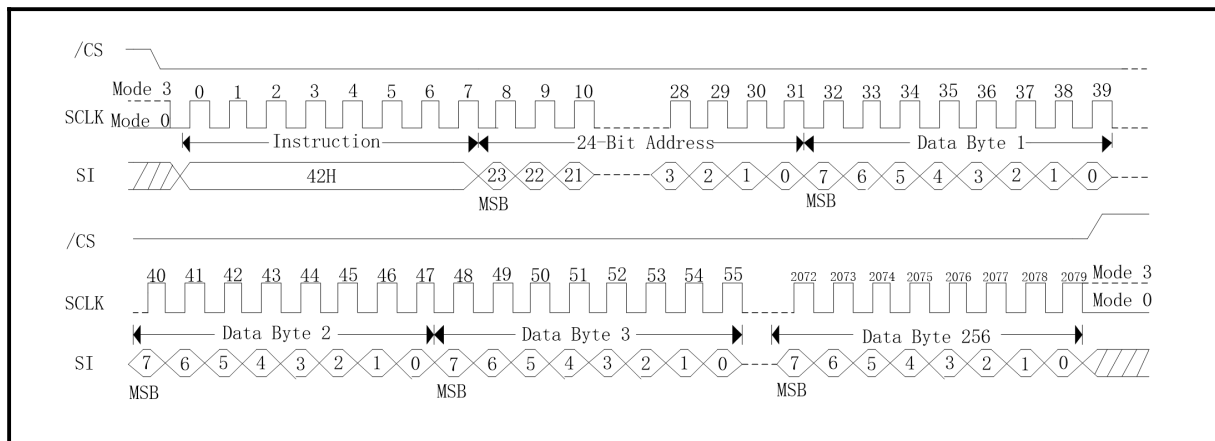 /CS
Mode 3 0 1 2 3 4 5 6 7 8 9 10 28 29 30 31 32 33 34 35 36 37 38 39
SCLK
Mode 0
Instruction 24-Bit Address Data Byte 1
SI 42H 23 22 21 3 2 1 0 7 6 5 4 3 2 1 0
MSB MSB
/CS
40 41 42 43 44 45 46 47 48 49 50 51 52 53 54 55 2072 2073 2074 2075 2076 2077 2078 2079 Mode 3
SCLK Mode 0
Data Byte 2 Data Byte 3 Data Byte 256
SI 7 6 5 4 3 2 1 0 7 6 5 4 3 2 1 0 7 6 5 4 3 2 1 0
MSB MSB MSB